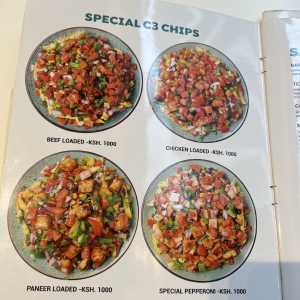 SPECIAL C3 CHIPS
BEEF LOADED -KSH. 1000
CHICKEN LOADED -KSH. 1000
PANEER LOADED -KSH. 1000
SPECIAL PEPPERONI -KSH. 1000